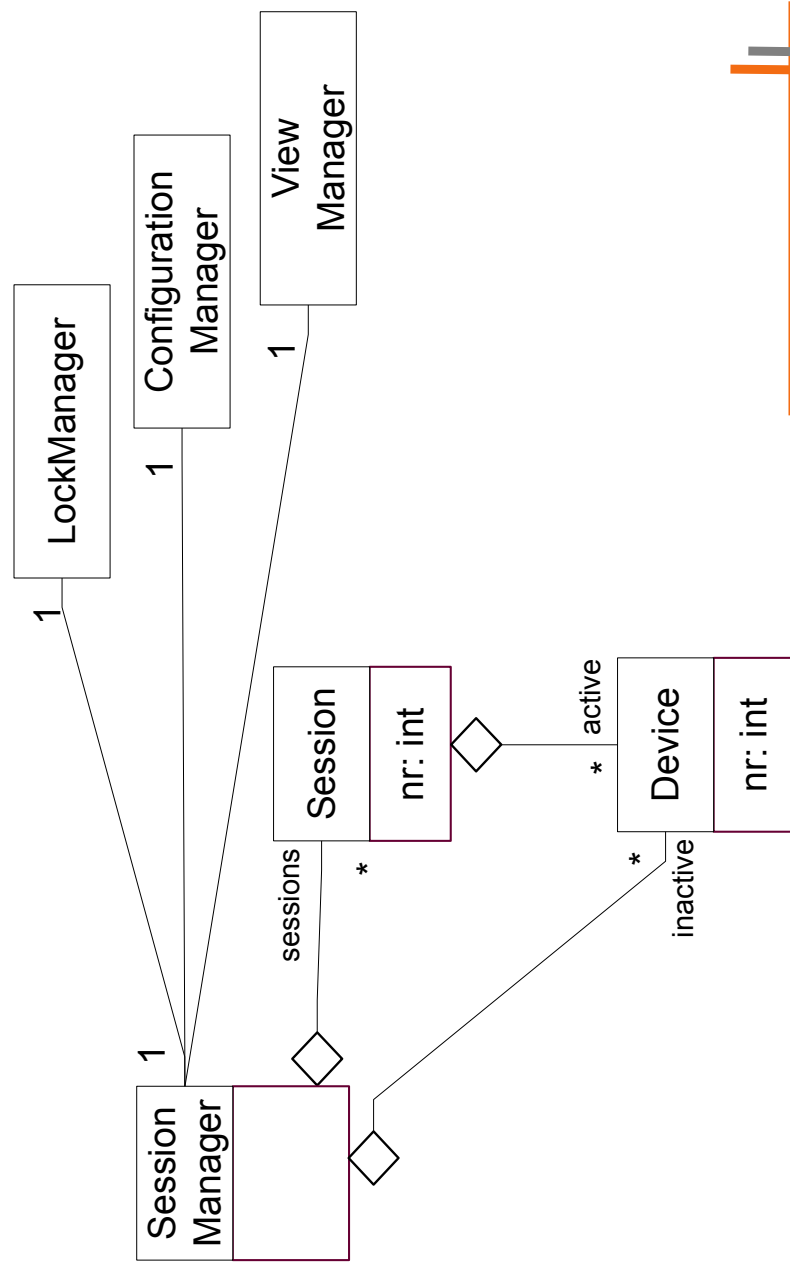 LockManager
1
Configuration
Manager
1
View
Manager
1
Session
Manager
1
sessions
*
Session
nr: int
active
*
Device
nr: int
*
inactive